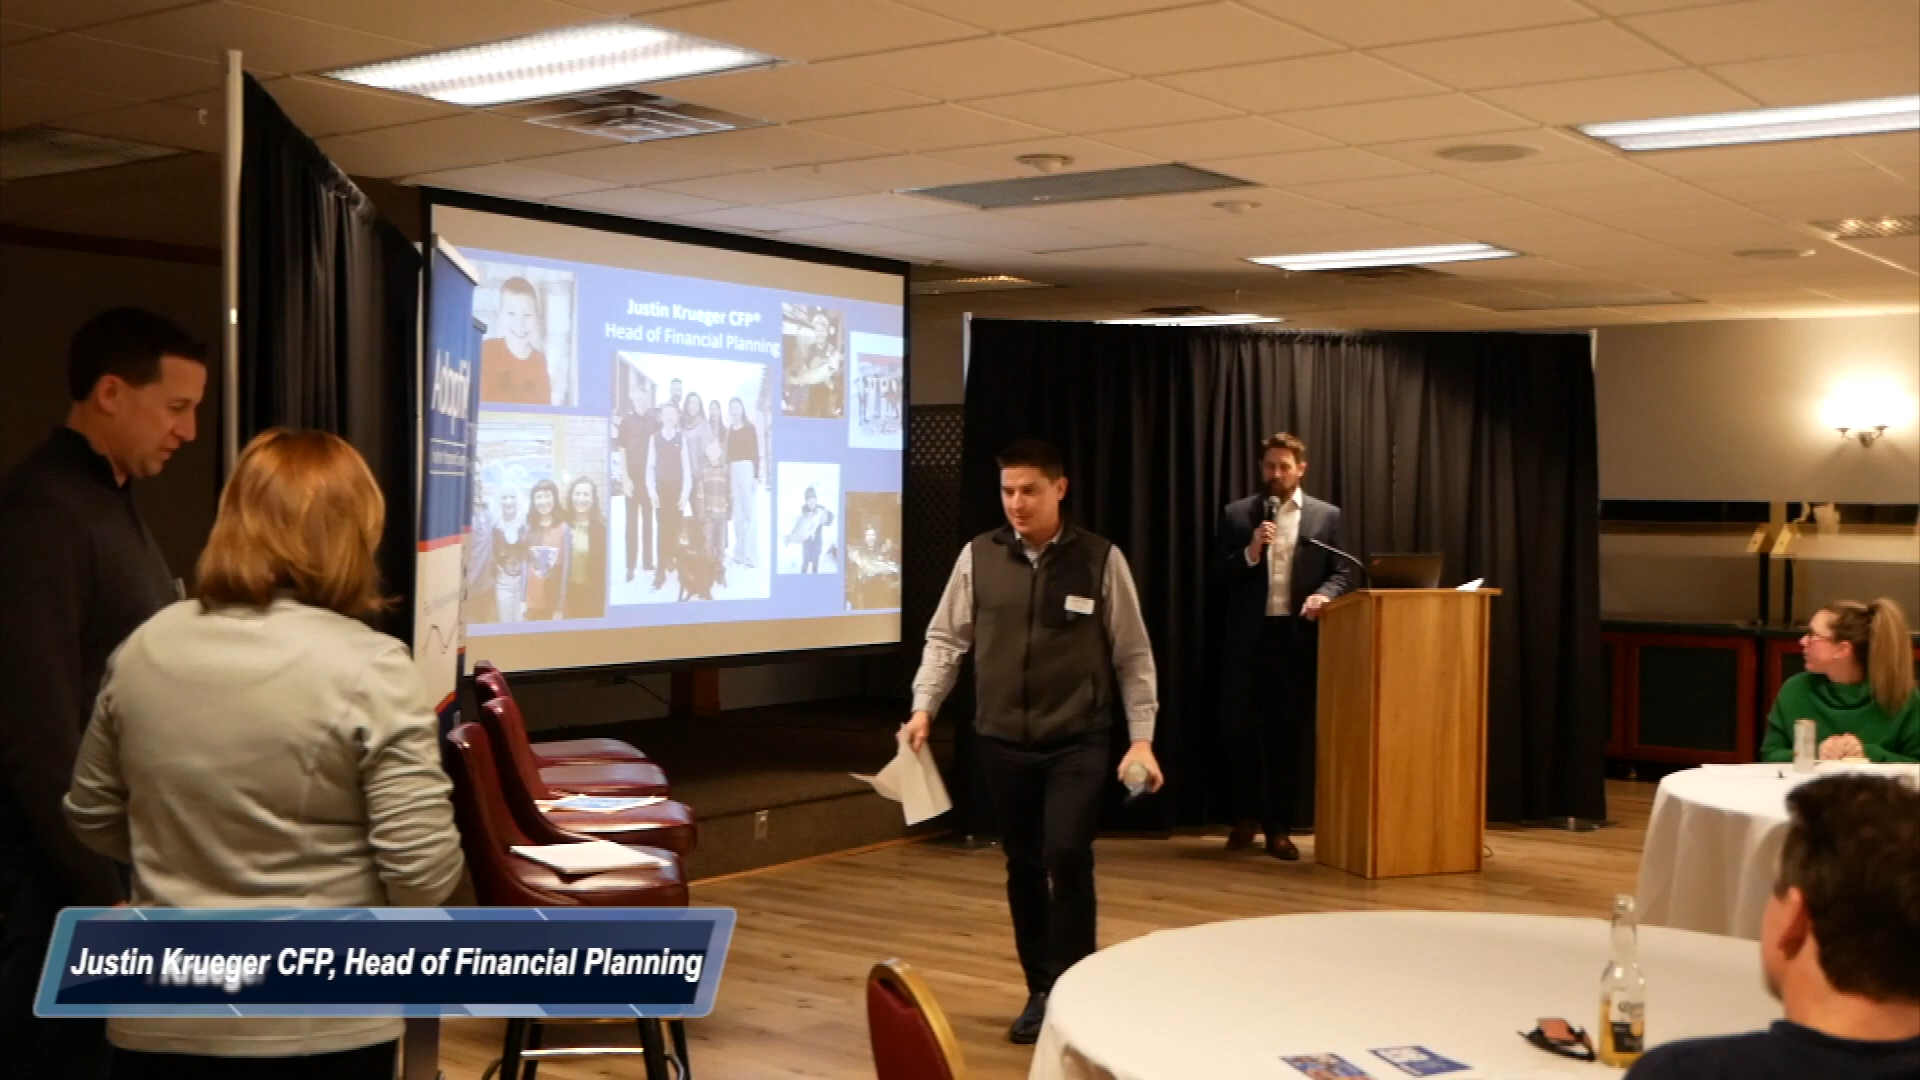 Justin Krueger CFP®
Head of Financial Planning
Justin Krueger CFP, Head of Financial Planning